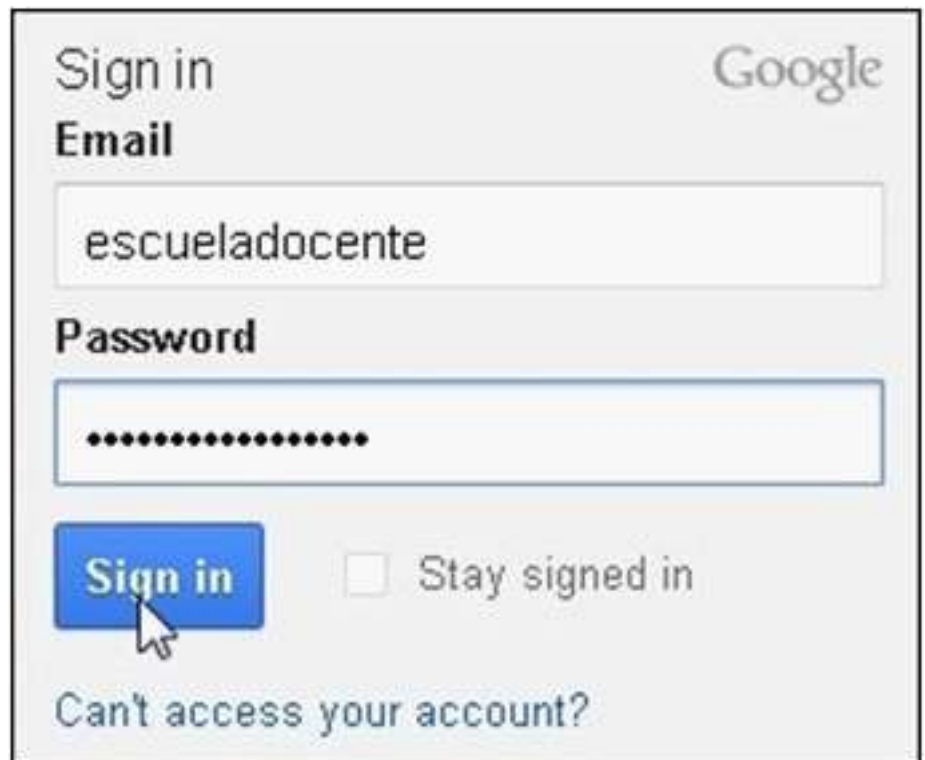 Sign in Google
Email
escueladocente
Password
•••••••••••••••••
Sign in Stay signed in
Can't access your account?